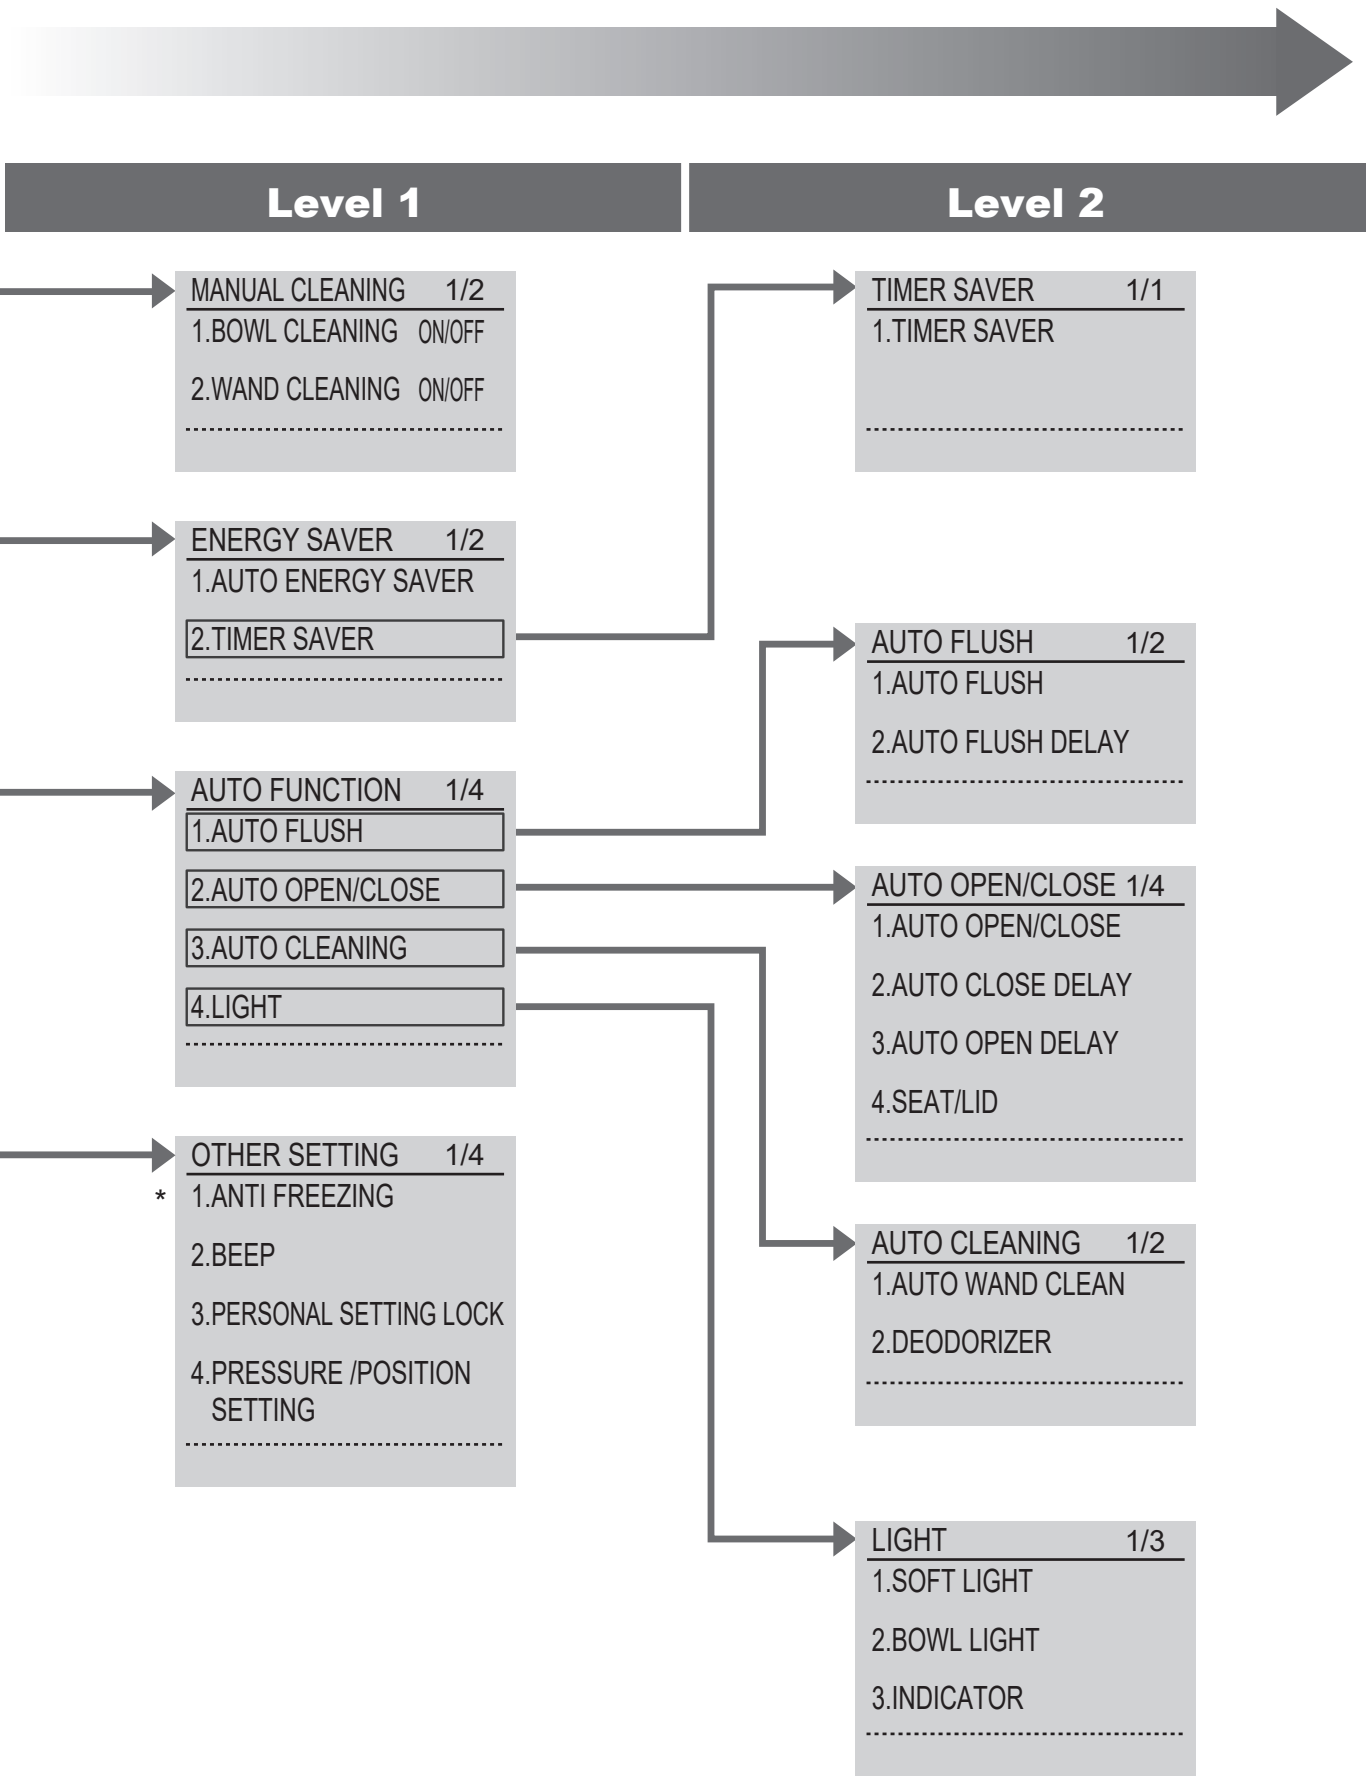 Level 1
MANUAL CLEANING 1/2
1.BOWL CLEANING ON/OFF
2.WAND CLEANING ON/OFF
ENERGY SAVER 1/2
1.AUTO ENERGY SAVER
2.TIMER SAVER
AUTO FUNCTION 1/4
1.AUTO FLUSH
2.AUTO OPEN/CLOSE
3.AUTO CLEANING
4.LIGHT
OTHER SETTING 1/4
* 1.ANTI FREEZING
2.BEEP
3.PERSONAL SETTING LOCK
4.PRESSURE /POSITION
SETTING
Level 2
TIMER SAVER 1/1
1.TIMER SAVER
AUTO FLUSH 1/2
1.AUTO FLUSH
2.AUTO FLUSH DELAY
AUTO OPEN/CLOSE 1/4
1.AUTO OPEN/CLOSE
2.AUTO CLOSE DELAY
3.AUTO OPEN DELAY
4.SEAT/LID
AUTO CLEANING 1/2
1.AUTO WAND CLEAN
2.DEODORIZER
LIGHT 1/3
1.SOFT LIGHT
2.BOWL LIGHT
3.INDICATOR